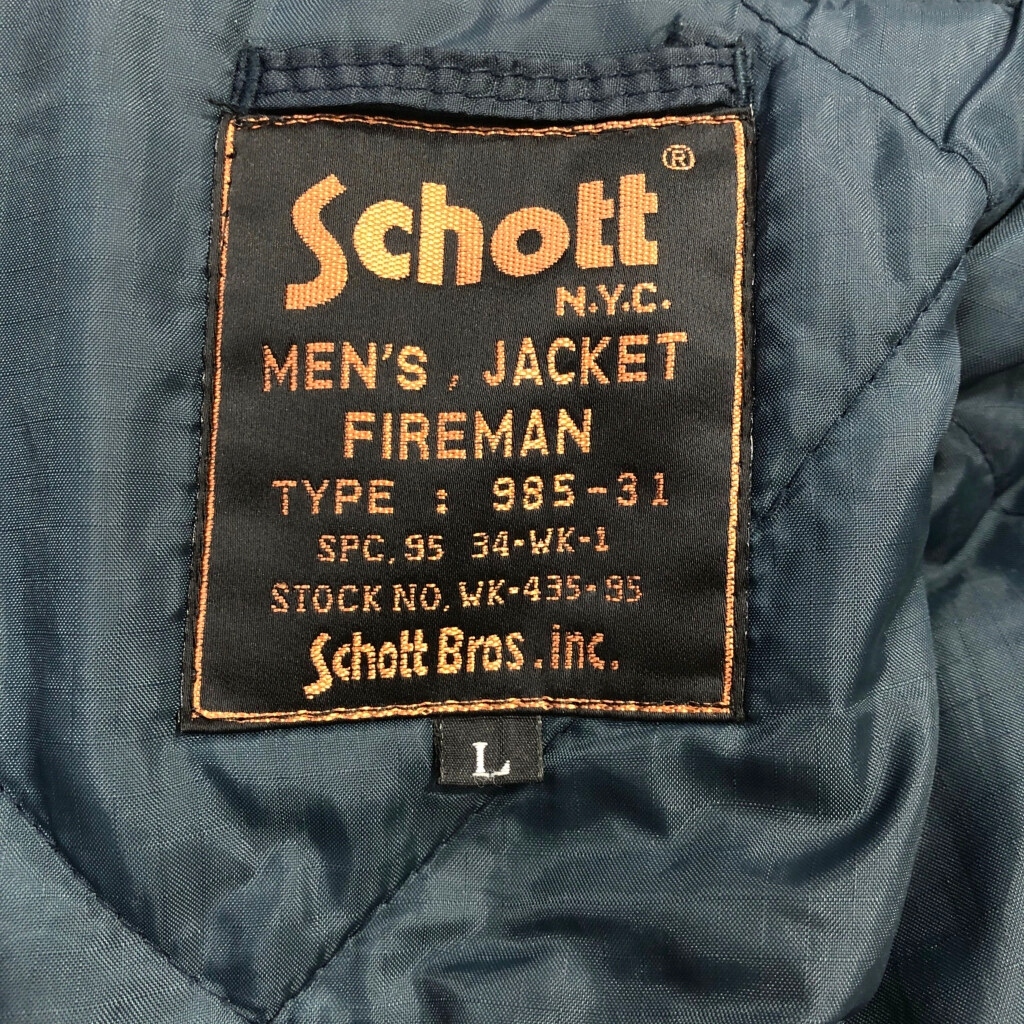 Schott ®
N.Y.C.
MEN'S, JACKET
FIREMAN
TYPE : 985-31
SPC, 95 34-WK-1
STOCK NO. WK-435-95
Schott Bros. inc.
L